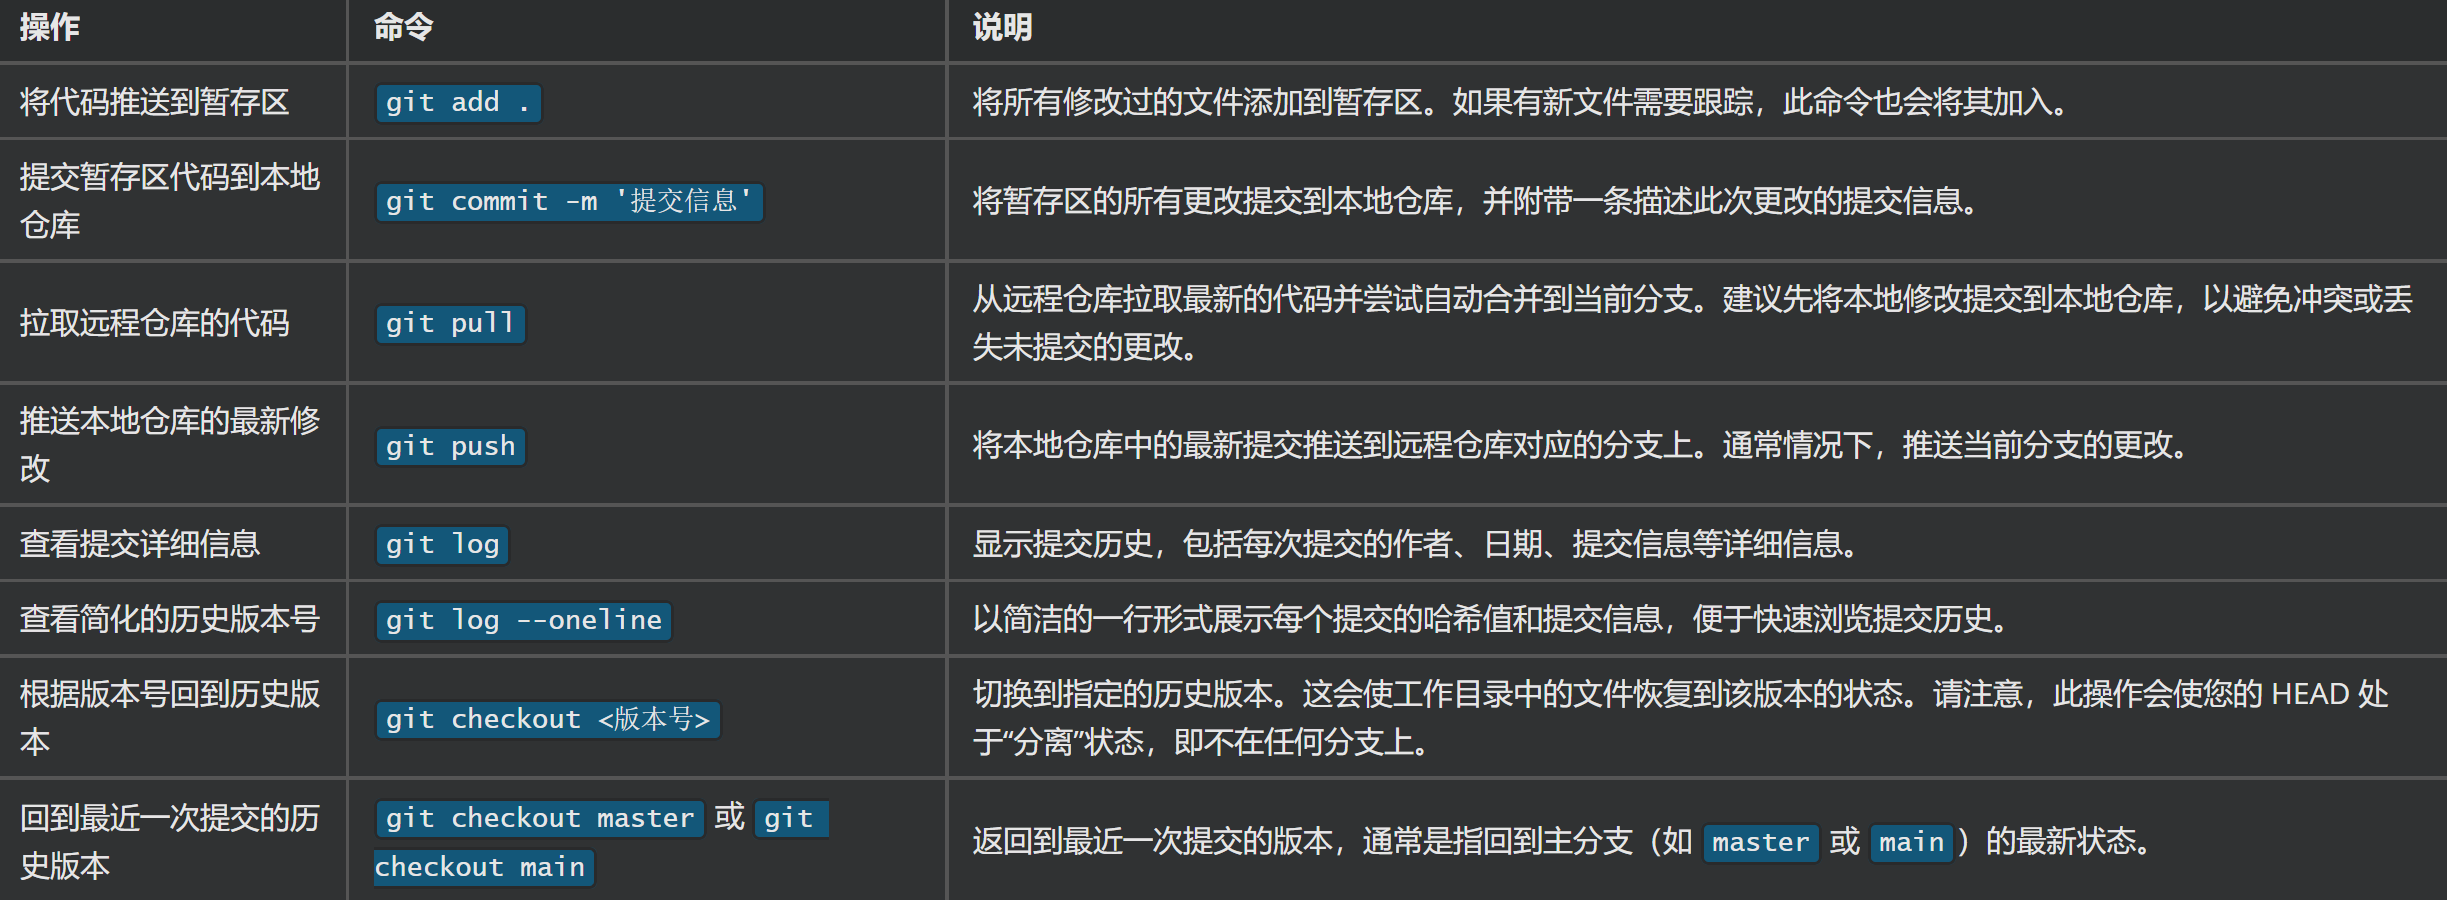 操作 命令 说明
将代码推送到暂存区 git add . 将所有修改过的文件添加到暂存区。如果有新文件需要跟踪，此命令也会将其加入。
提交暂存区代码到本地
仓库
git commit -m '提交信息'
将暂存区的所有更改提交到本地仓库，并附带一条描述此次更改的提交信息。
拉取远程仓库的代码
git pull
从远程仓库拉取最新的代码并尝试自动合并到当前分支。建议先将本地修改提交到本地仓库，以避免冲突或丢
失未提交的更改。
推送本地仓库的最新修
改
git push
将本地仓库中的最新提交推送到远程仓库对应的分支上。通常情况下，推送当前分支的更改。
查看提交详细信息 git log 显示提交历史，包括每次提交的作者、日期、提交信息等详细信息。
查看简化的历史版本号 git log --oneline 以简洁的一行形式展示每个提交的哈希值和提交信息，便于快速浏览提交历史。
根据版本号回到历史版
本
git checkout <版本号>
切换到指定的历史版本。这会使工作目录中的文件恢复到该版本的状态。请注意，此操作会使您的 HEAD 处
于“分离”状态，即不在任何分支上。
回到最近一次提交的历
史版本
git checkout master 或 git
checkout main
返回到最近一次提交的版本，通常是指回到主分支（如 master 或 main ）的最新状态。